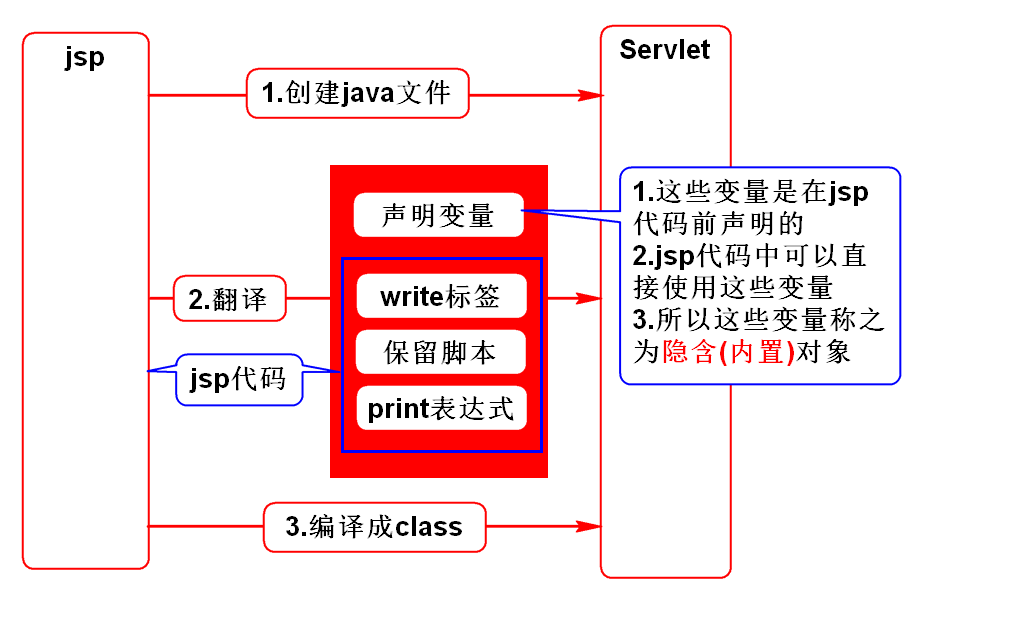 jsp
Servlet
1.创建java文件
声明变量
1.这些变量是在jsp
代码前声明的
2.jsp代码中可以直
接使用这些变量
3.所以这些变量称之
为隐含(内置)对象
2.翻译
write标签
保留脚本
jsp代码
print表达式
3.编译成class